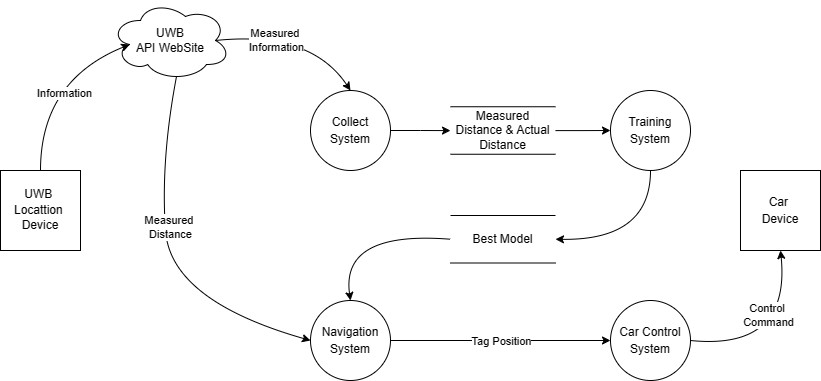 UWB
API WebSite
Measured
Information
Information
Collect
System
Measured
Distance & Actual
Distance
Training
System
UWB
Locattion
Device
Car
Device
Measured
Distance
Best Model
Navigation
System
Tag Position
Car Control
System
Control
Command